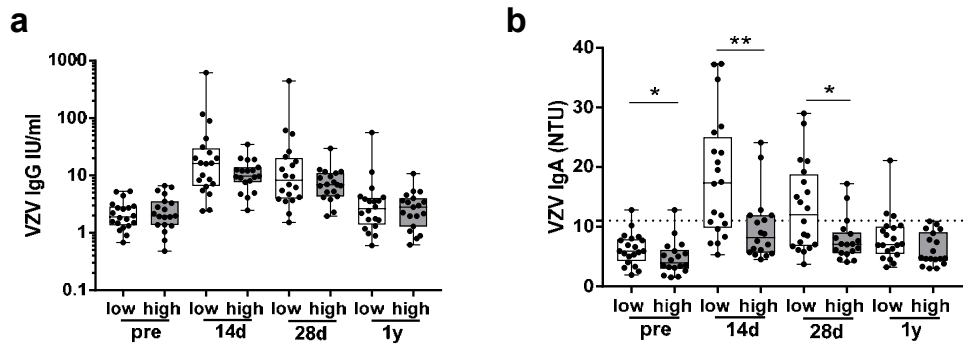 a
VZV IgG IU/ml
1000
100
10
1
0.1
low high low high low high low high
pre 14d 28d 1y
b
VZV IgA (NTU)
40
30
20
10
0
*
**
*
low high low high low high low high
pre 14d 28d 1y